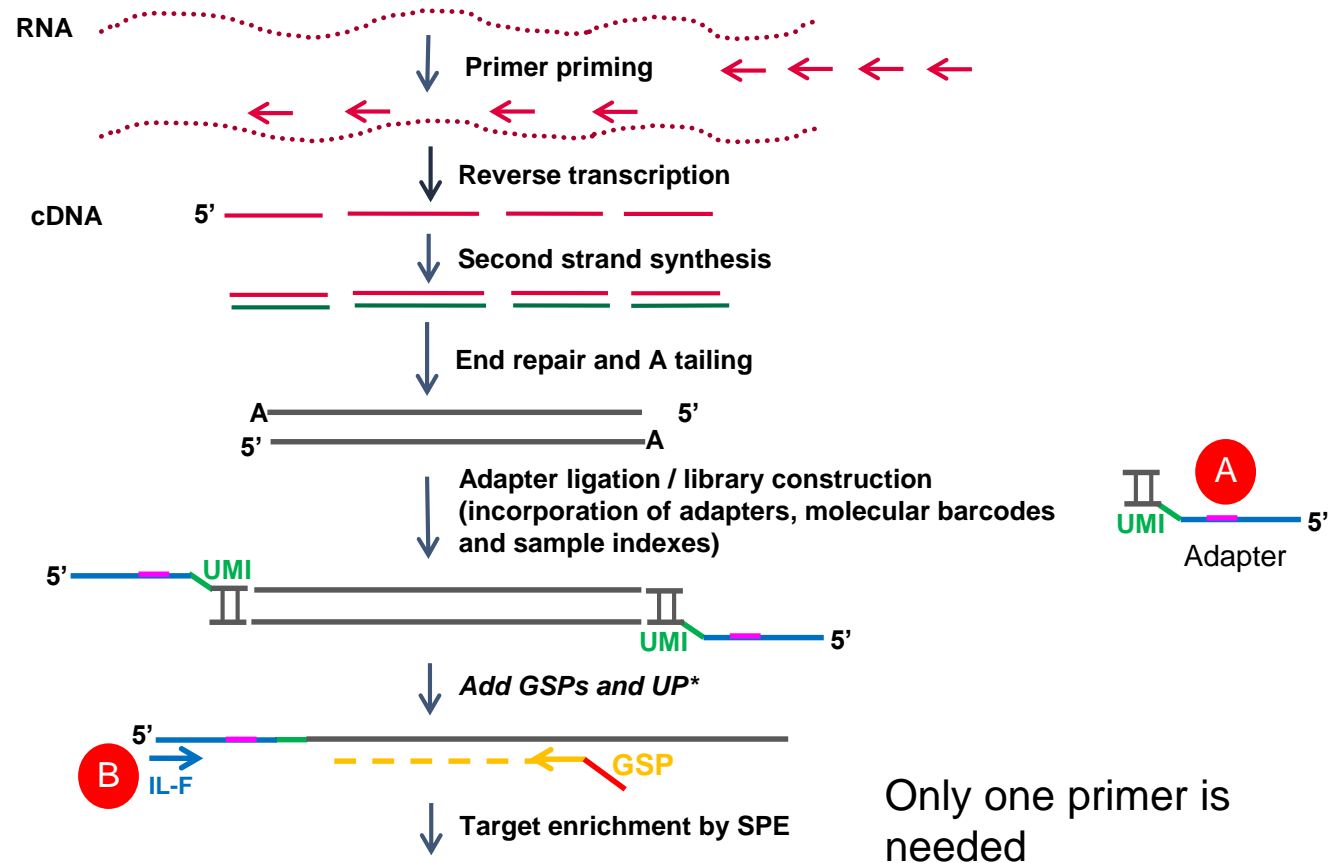 RNA
Primer priming
Reverse transcription
cDNA
5’
Second strand synthesis
End repair and A tailing
A
5’
5’
A
Adapter ligation / library construction
(incorporation of adapters, molecular barcodes
and sample indexes)
A
UMI
5’
Adapter
5’
UMI
UMI
5’
Add GSPs and UP*
5’
B
IL-F
GSP
Only one primer is
needed
Target enrichment by SPE